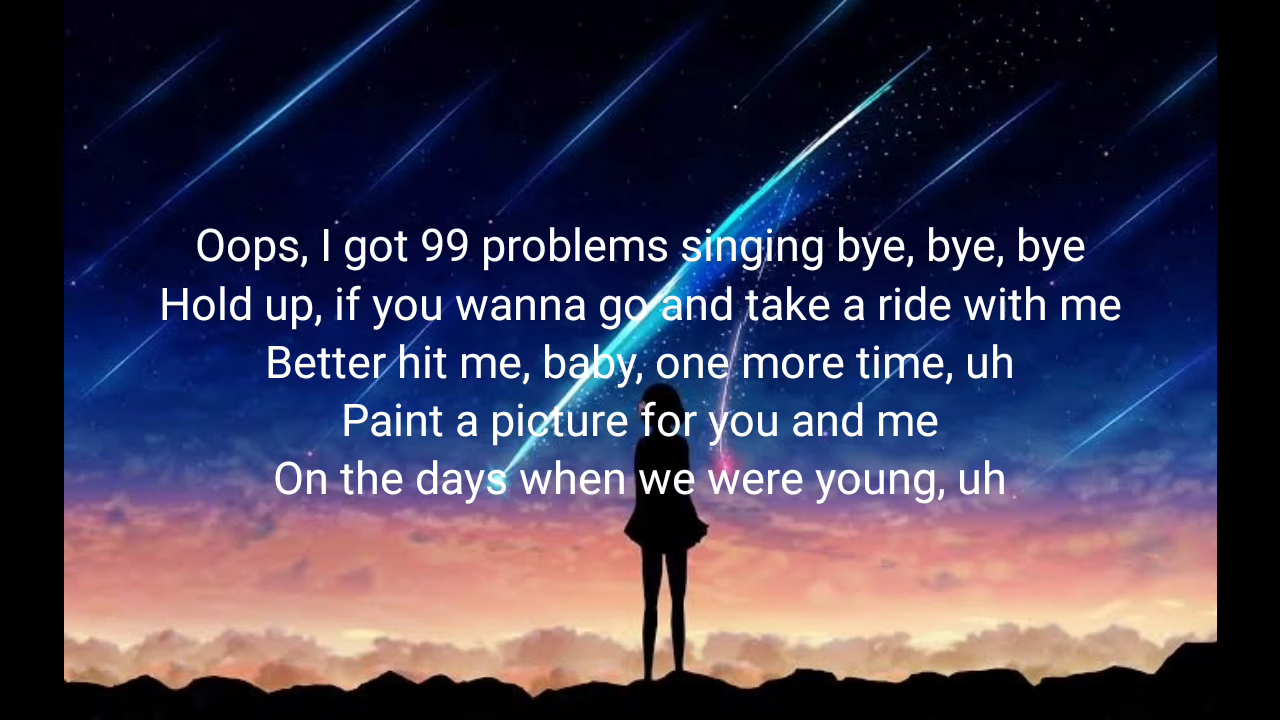 Oops, I got 99 problems singing bye, bye, bye
Hold up, if you wanna go and take a ride with me
Better hit me, baby, one more time, uh
Paint a picture for you and me
On the days when we were young, uh